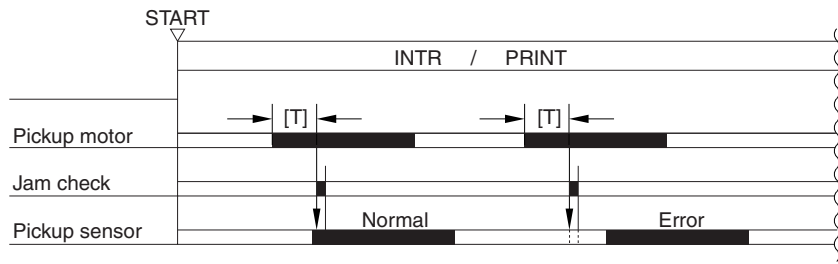 START
INTR / PRINT
[T] [T]
Pickup motor
Jam check
Normal Error
Pickup sensor